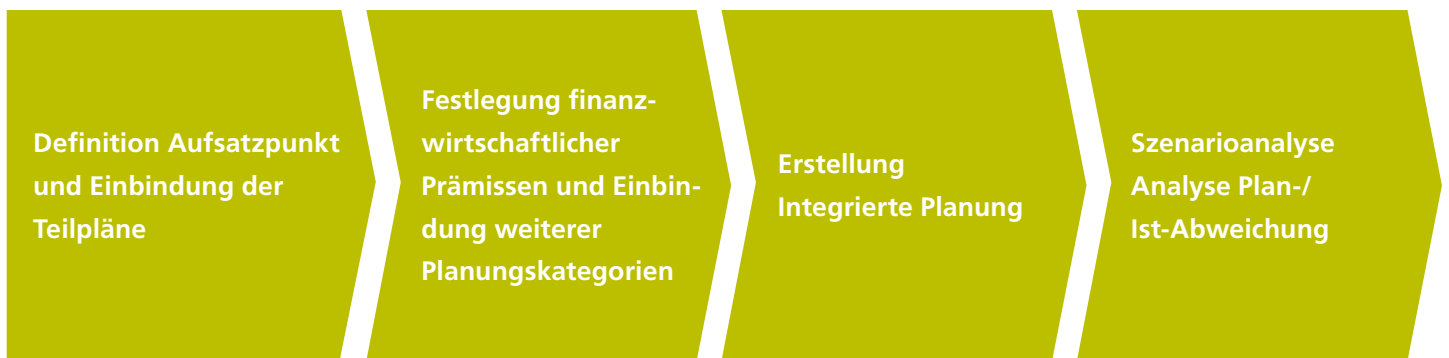 Definition Aufsatzpunkt
und Einbindung der
Teilpläne
Festlegung finanz-
wirtschaftlicher
Prämissen und Einbin-
dung weiterer
Planungskategorien
Erstellung
Integrierte Planung
Szenarioanalyse
Analyse Plan-/
Ist-Abweichung